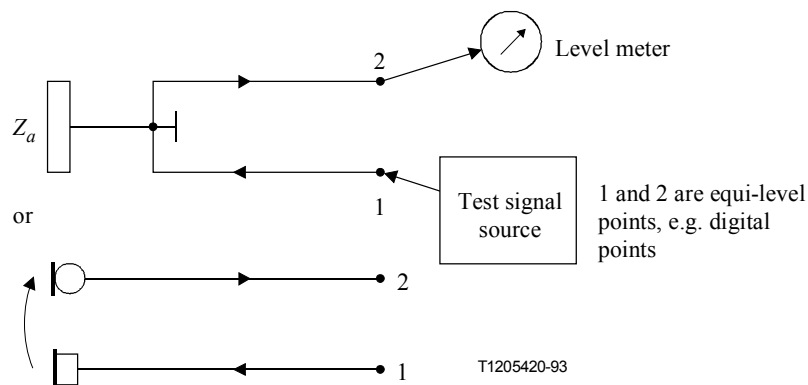 2
Level meter
Za
1
Test signal
source
1 and 2 are equi-level
points, e.g. digital
points
or
2
1
T1205420-93